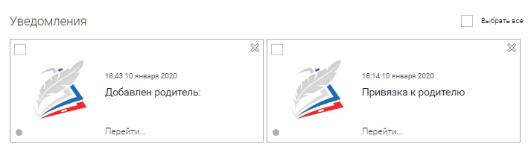 Уведомления
Выбрать все
18:43 10 января 2020
Добавлен родитель:
Перейти...
18:14 10 января 2020
Привязка к родителю
Перейти...